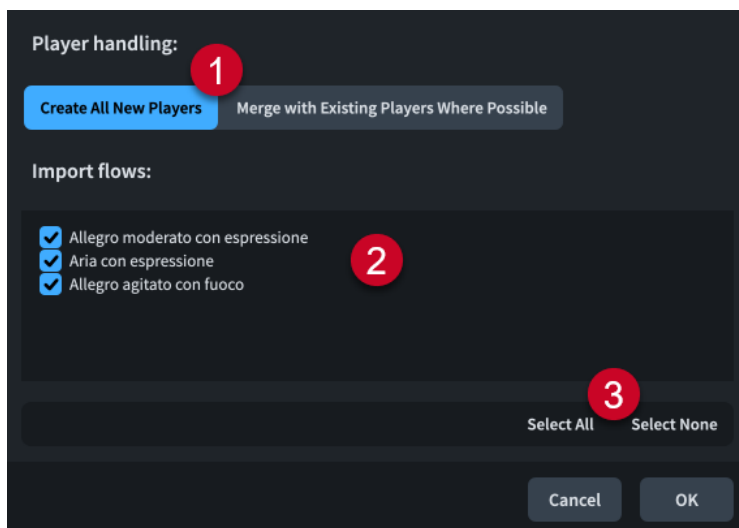 Player handling:
1
Create All New Players Merge with Existing Players Where Possible
Import flows:
Allegro moderato con espressione
Aria con espressione
2
Allegro agitato con fuoco
3
Select All Select None
Cancel OK